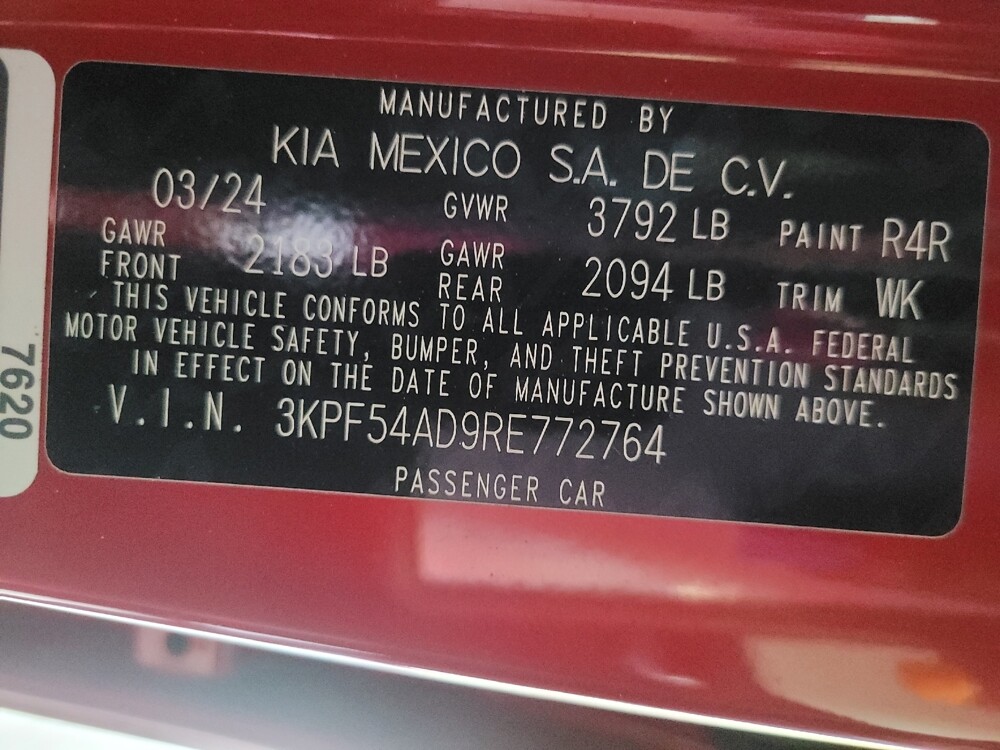 MANUFACTURED BY
KIA MEXICO S.A. DE C.V.
03/24 GVWR 3792 LB PAINT R4R
GAWR FRONT 2183 LB GAWR REAR 2094 LB TRIM WK
THIS VEHICLE CONFORMS TO ALL APPLICABLE U.S.A. FEDERAL
MOTOR VEHICLE SAFETY, BUMPER, AND THEFT PREVENTION STANDARDS
IN EFFECT ON THE DATE OF MANUFACTURE SHOWN ABOVE.
V.I.N. 3KPF54AD9RE772764
PASSENGER CAR
7620